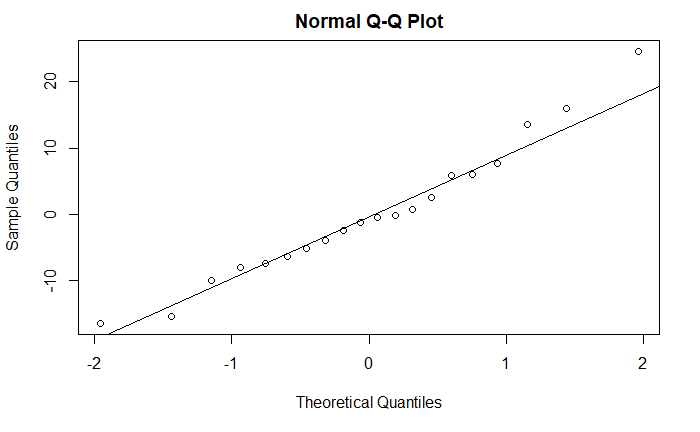 Normal Q-Q Plot
Sample Quantiles
20
10
0
-10
-2 -1 0 1 2
Theoretical Quantiles